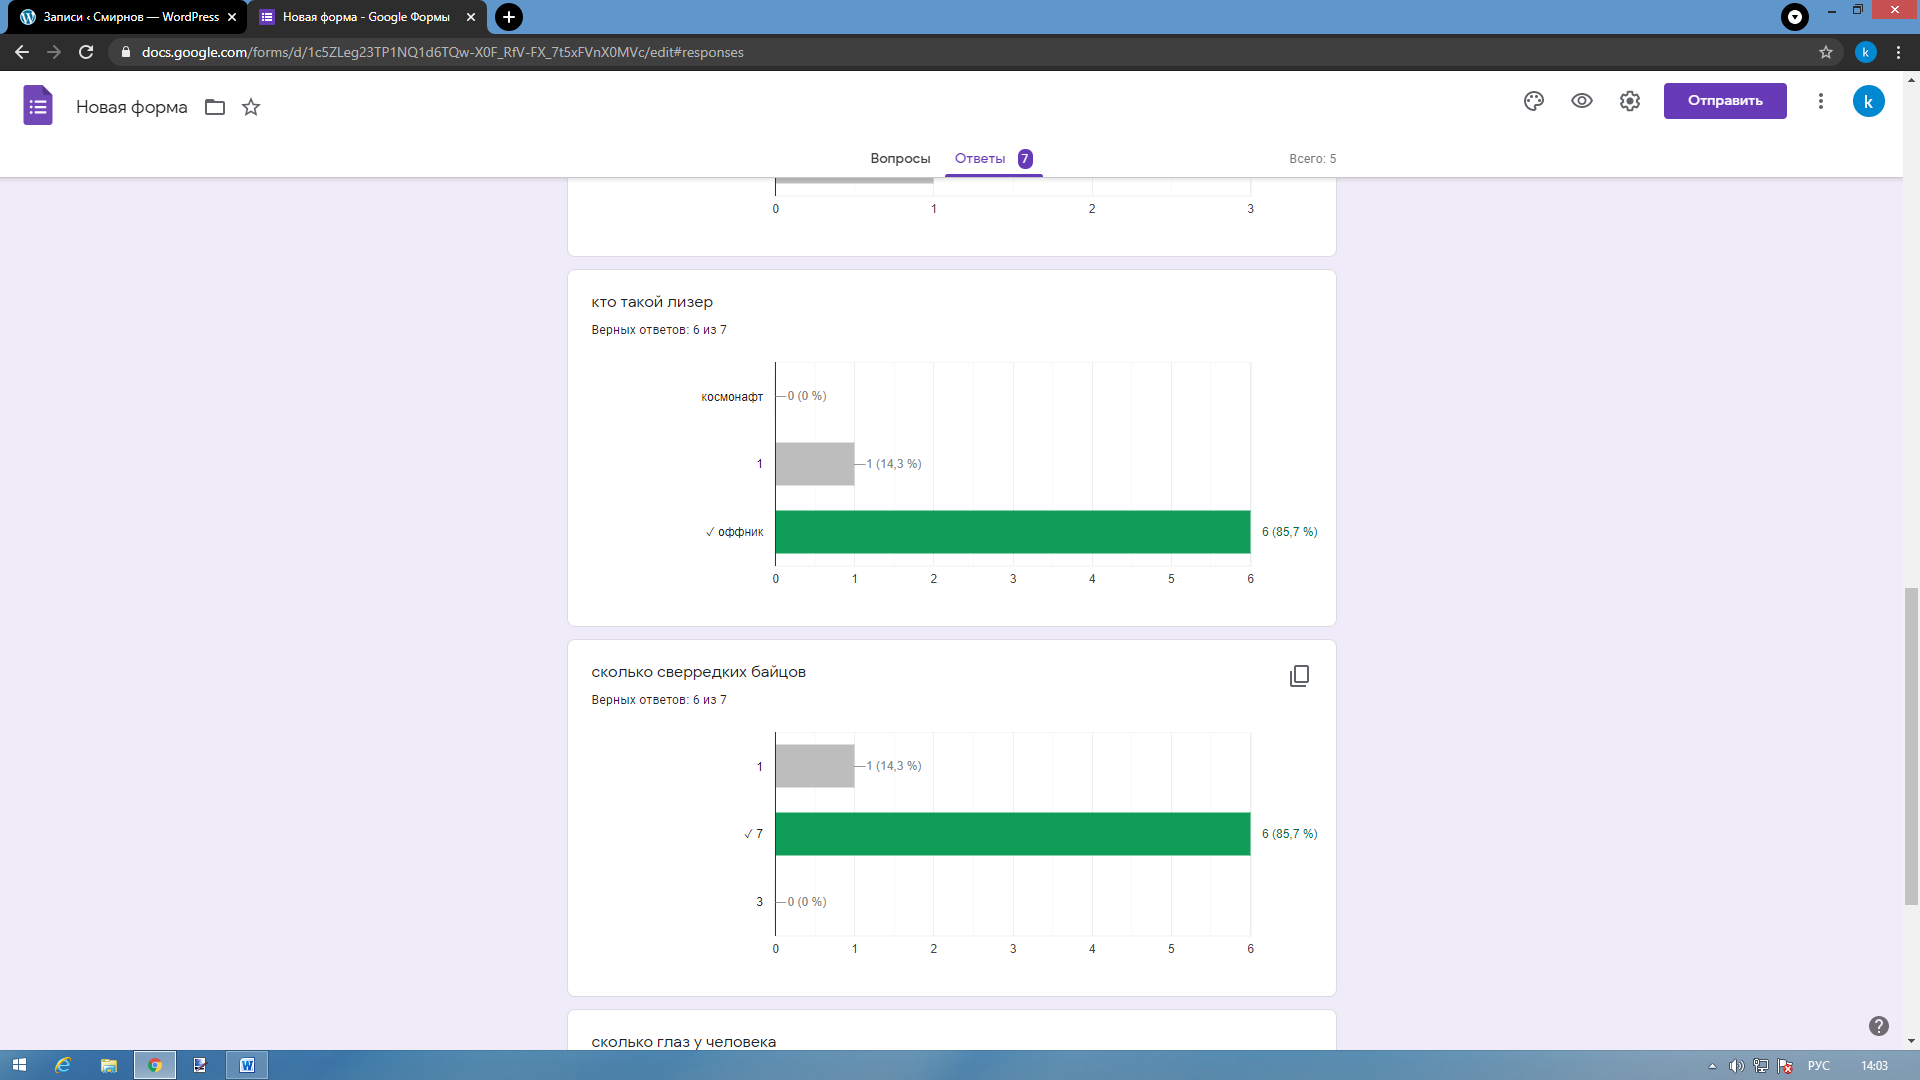 Записи ‹ Смирнов — WordPress
Новая форма - Google Формы
docs.google.com/forms/d/1c5ZLeg23TP1NQ1d6TQw-X0F_RfV-FX_7t5xFVnX0MVc/edit#responses
k
Новая форма
Отправить
k
Вопросы
Ответы 7
Всего: 5
0 1 2 3
кто такой лизер
Верных ответов: 6 из 7
космонафт
0 (0 %)
1
1 (14,3 %)
✓ оффник
6 (85,7 %)
0 1 2 3 4 5 6
сколько сверредких байцов
Верных ответов: 6 из 7
1
1 (14,3 %)
✓ 7
6 (85,7 %)
3
0 (0 %)
0 1 2 3 4 5 6
сколько глаз у человека
РУС
14:03